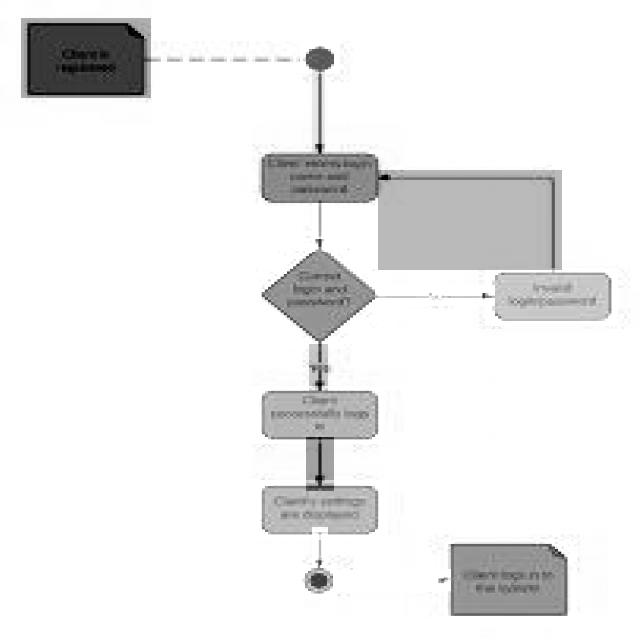 Client is
registered
Client enters login
name and
password
Correct
login and
password?
Invalid
login/password
Yes
Client
successfully logs
in
Client's settings
are displayed
Client logs in to
the system